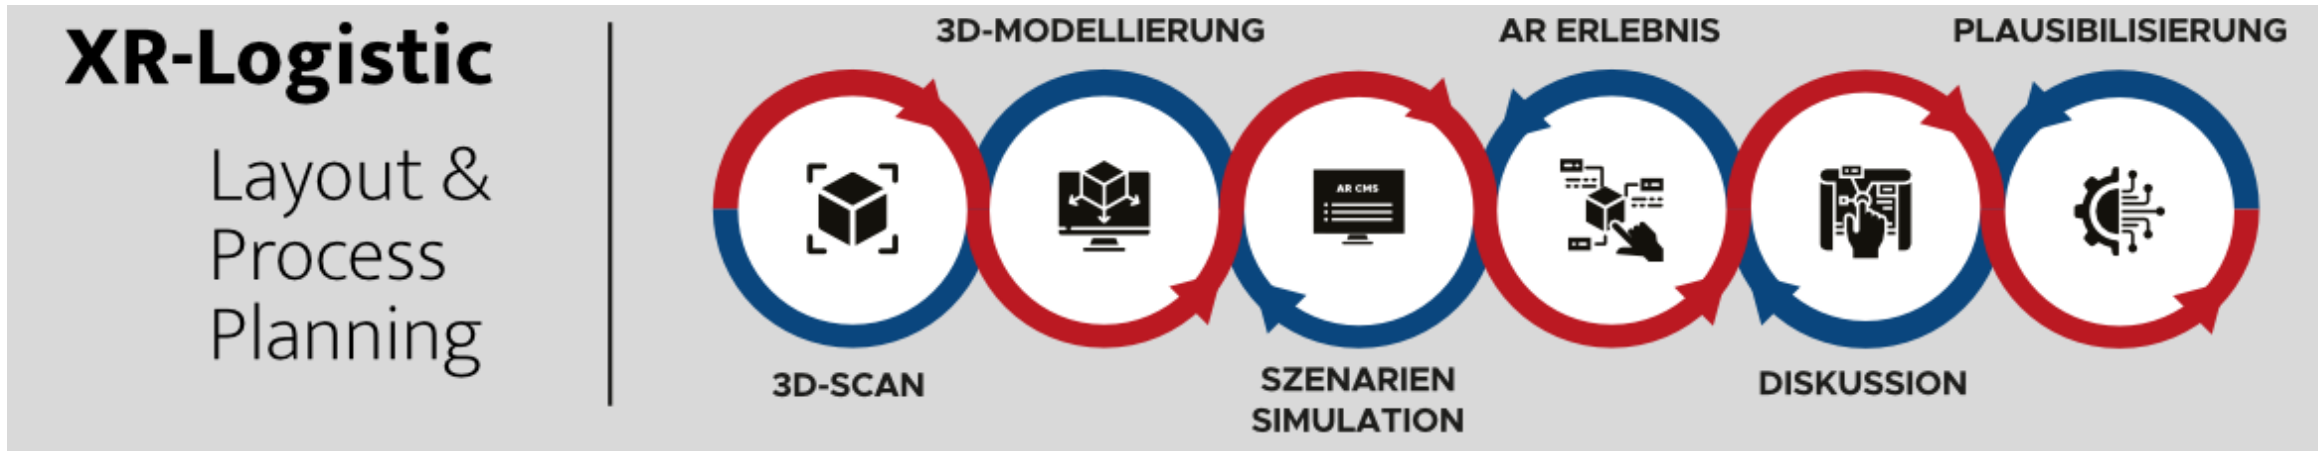 XR-Logistic
Layout &
Process
Planning
3D-SCAN
3D-MODELLIERUNG
SZENARIEN
SIMULATION
AR CMS
AR ERLEBNIS
DISKUSSION
PLAUSIBILISIERUNG